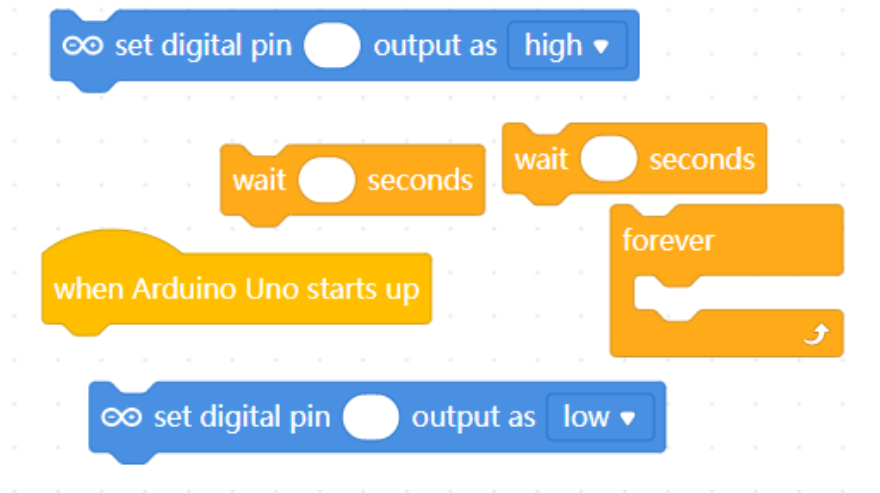 set digital pin output as high
wait seconds
wait seconds
forever
when Arduino Uno starts up
set digital pin output as low